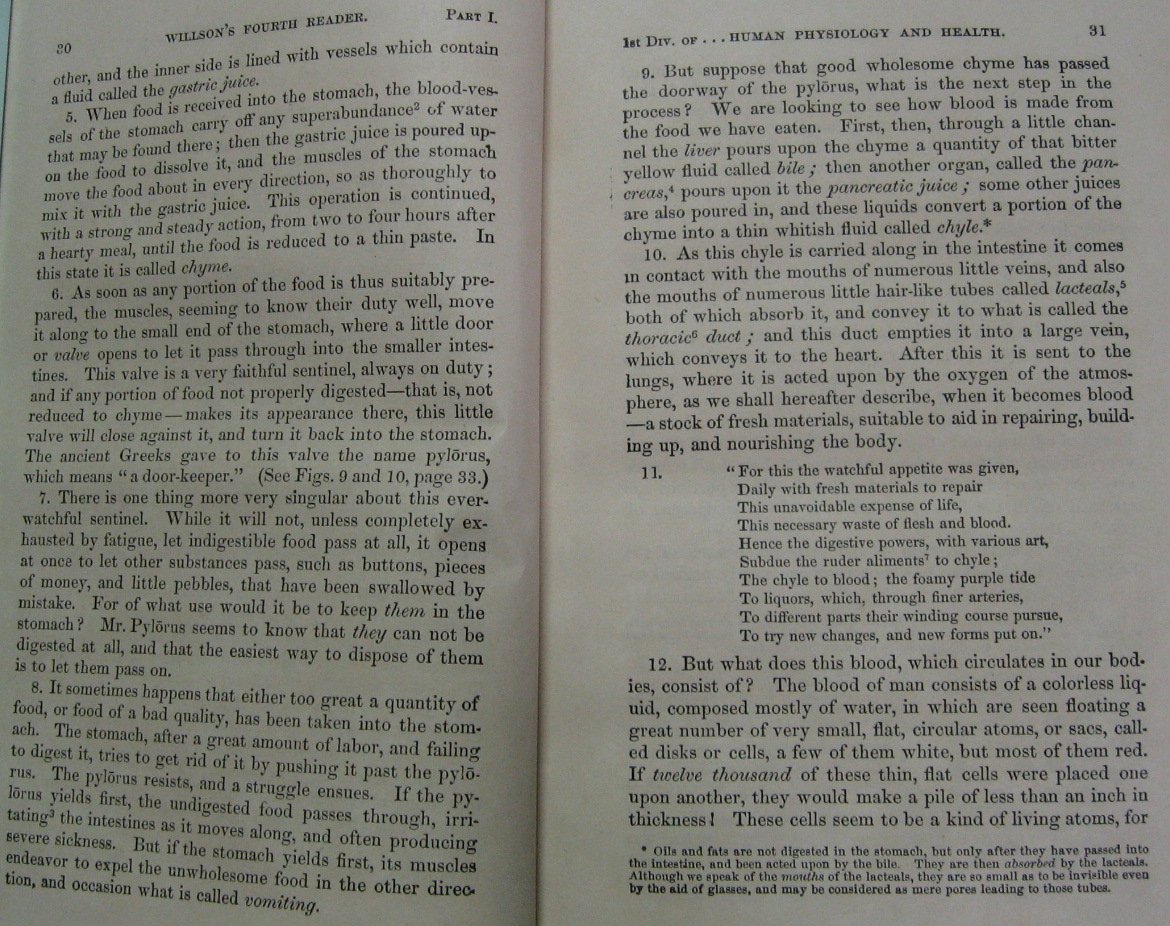 30 WILLSON'S FOURTH READER. PART I.
other, and the inner side is lined with vessels which contain
a fluid called the gastric juice.
5. When food is received into the stomach, the blood-ves-
sels of the stomach carry off any superabundance² of water
that may be found there; then the gastric juice is poured up-
on the food to dissolve it, and the muscles of the stomach
move the food about in every direction, so as thoroughly to
mix it with the gastric juice. This operation is continued,
with a strong and steady action, from two to four hours after
a hearty meal, until the food is reduced to a thin paste. In
this state it is called chyme.
6. As soon as any portion of the food is thus suitably pre-
pared, the muscles, seeming to know their duty well, move
it along to the small end of the stomach, where a little door
or valve opens to let it pass through into the smaller intes-
tines. This valve is a very faithful sentinel, always on duty;
and if any portion of food not properly digested—that is, not
reduced to chyme—makes its appearance there, this little
valve will close against it, and turn it back into the stomach.
The ancient Greeks gave to this valve the name pylōrus,
which means "a door-keeper." (See Figs. 9 and 10, page 33.)
7. There is one thing more very singular about this ever-
watchful sentinel. While it will not, unless completely ex-
hausted by fatigue, let indigestible food pass at all, it opens
at once to let other substances pass, such as buttons, pieces
of money, and little pebbles, that have been swallowed by
mistake. For of what use would it be to keep them in the
stomach? Mr. Pylōrus seems to know that they can not be
digested at all, and that the easiest way to dispose of them
is to let them pass on.
8. It sometimes happens that either too great a quantity of
food, or food of a bad quality, has been taken into the stom-
ach. The stomach, after a great amount of labor, and failing
to digest it, tries to get rid of it by pushing it past the pylō-
rus. The pylōrus resists, and a struggle ensues. If the py-
lōrus yields first, the undigested food passes through, irri-
tating³ the intestines as it moves along, and often producing
severe sickness. But if the stomach yields first, its muscles
endeavor to expel the unwholesome food in the other direc-
tion, and occasion what is called vomiting.
1st DIV. OF . . . HUMAN PHYSIOLOGY AND HEALTH. 31
9. But suppose that good wholesome chyme has passed
the doorway of the pylōrus, what is the next step in the
process? We are looking to see how blood is made from
the food we have eaten. First, then, through a little chan-
nel the liver pours upon the chyme a quantity of that bitter
yellow fluid called bile; then another organ, called the pan-
creas,⁴ pours upon it the pancreatic juice; some other juices
are also poured in, and these liquids convert a portion of the
chyme into a thin whitish fluid called chyle.*
10. As this chyle is carried along in the intestine it comes
in contact with the mouths of numerous little veins, and also
the mouths of numerous little hair-like tubes called lacteals,⁵
both of which absorb it, and convey it to what is called the
thoracic⁶ duct; and this duct empties it into a large vein,
which conveys it to the heart. After this it is sent to the
lungs, where it is acted upon by the oxygen of the atmos-
phere, as we shall hereafter describe, when it becomes blood
—a stock of fresh materials, suitable to aid in repairing, build-
ing up, and nourishing the body.
11. "For this the watchful appetite was given,
Daily with fresh materials to repair
This unavoidable expense of life,
This necessary waste of flesh and blood.
Hence the digestive powers, with various art,
Subdue the ruder aliments⁷ to chyle;
The chyle to blood; the foamy purple tide
To liquors, which, through finer arteries,
To different parts their winding course pursue,
To try new changes, and new forms put on."
12. But what does this blood, which circulates in our bod-
ies, consist of? The blood of man consists of a colorless liq-
uid, composed mostly of water, in which are seen floating a
great number of very small, flat, circular atoms, or sacs, call-
ed disks or cells, a few of them white, but most of them red.
If twelve thousand of these thin, flat cells were placed one
upon another, they would make a pile of less than an inch in
thickness! These cells seem to be a kind of living atoms, for
* Oils and fats are not digested in the stomach, but only after they have passed into
the intestine, and been acted upon by the bile. They are then absorbed by the lacteals.
Although we speak of the mouths of the lacteals, they are so small as to be invisible even
by the aid of glasses, and may be considered as mere pores leading to those tubes.